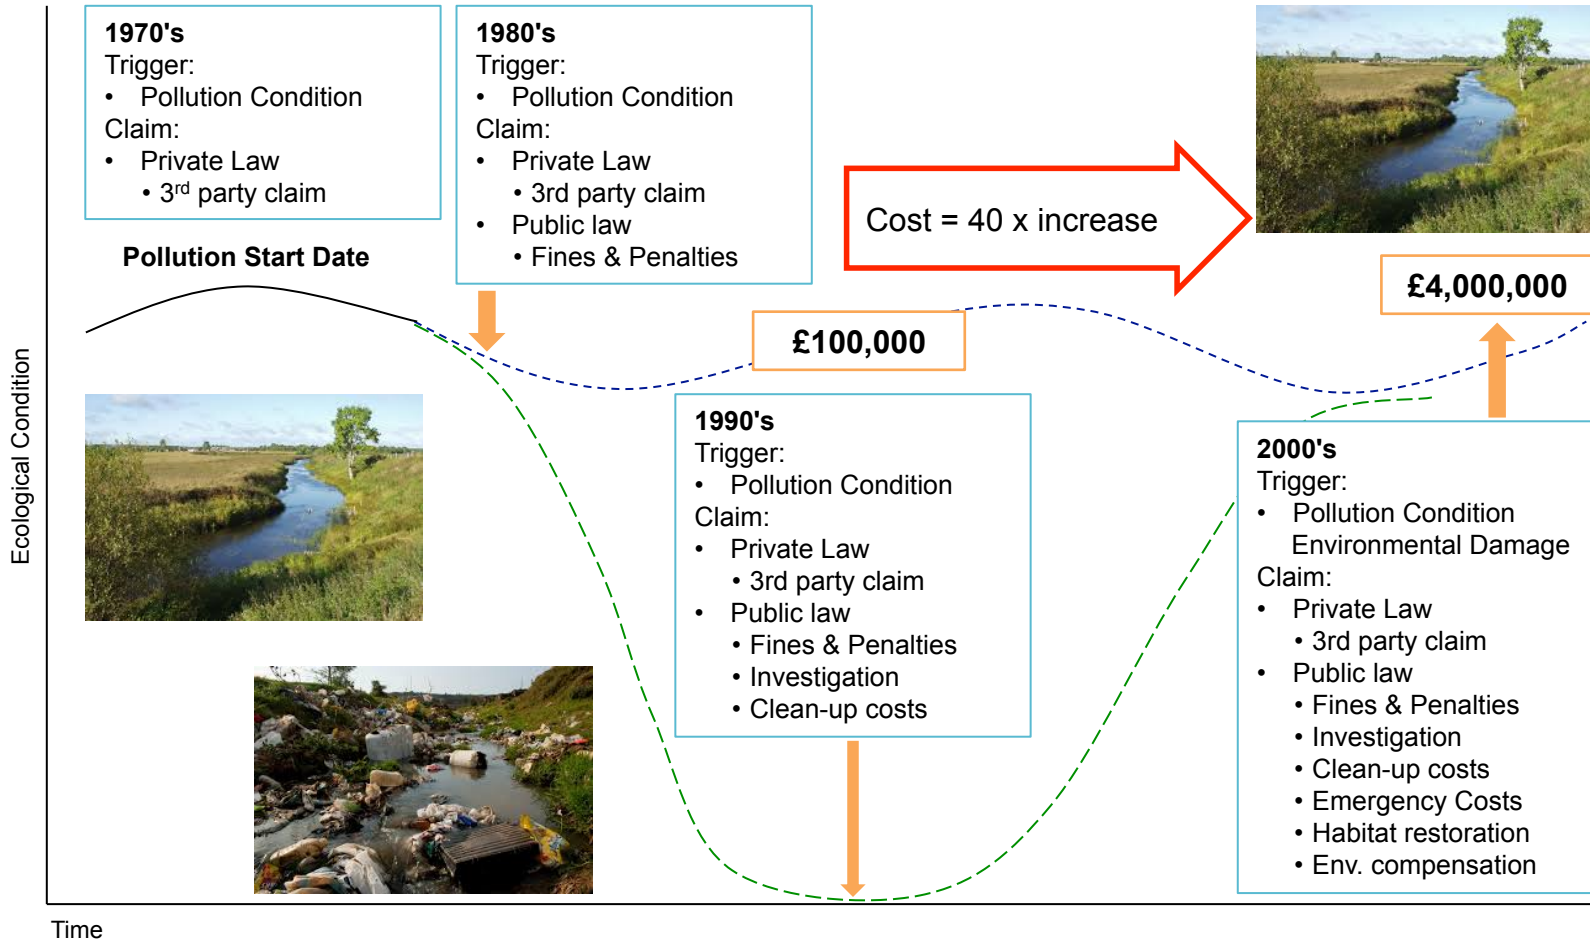 1970's
Trigger:
• Pollution Condition
Claim:
• Private Law
• 3rd party claim
1980's
Trigger:
• Pollution Condition
Claim:
• Private Law
• 3rd party claim
• Public law
• Fines & Penalties
Cost = 40 x increase
Pollution Start Date
£4,000,000
£100,000
Ecological Condition
1990's
Trigger:
• Pollution Condition
Claim:
• Private Law
• 3rd party claim
• Public law
• Fines & Penalties
• Investigation
• Clean-up costs
2000's
Trigger:
• Pollution Condition
Environmental Damage
Claim:
• Private Law
• 3rd party claim
• Public law
• Fines & Penalties
• Investigation
• Clean-up costs
• Emergency Costs
• Habitat restoration
• Env. compensation
Time